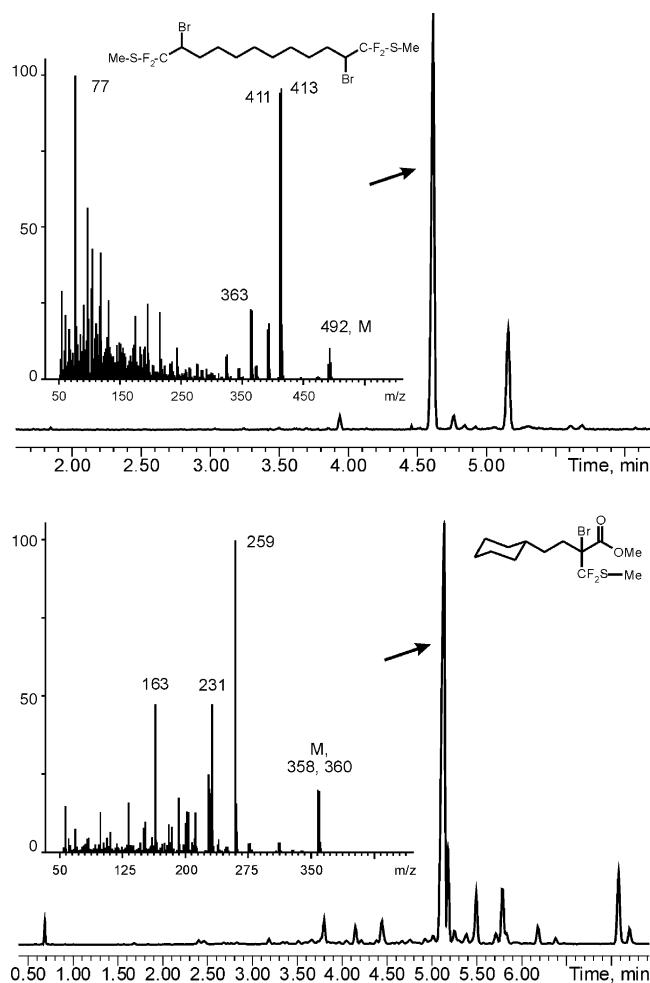 Br
Me-S-F₂-C
C-F₂-S-Me
Br
100
77
411
413
50
363
492, M
0
50
150
250
350
450
m/z
2.00
3.00
3.50
4.00
4.50
5.00
Time, min
100
259
Br
O
OMe
CF₂S
Me
163
231
50
M,
358, 360
0
50
125
200
275
350
m/z
0.50
1.00
1.50
2.00
2.50
3.00
3.50
4.00
4.50
5.00
5.50
6.00
Time, min